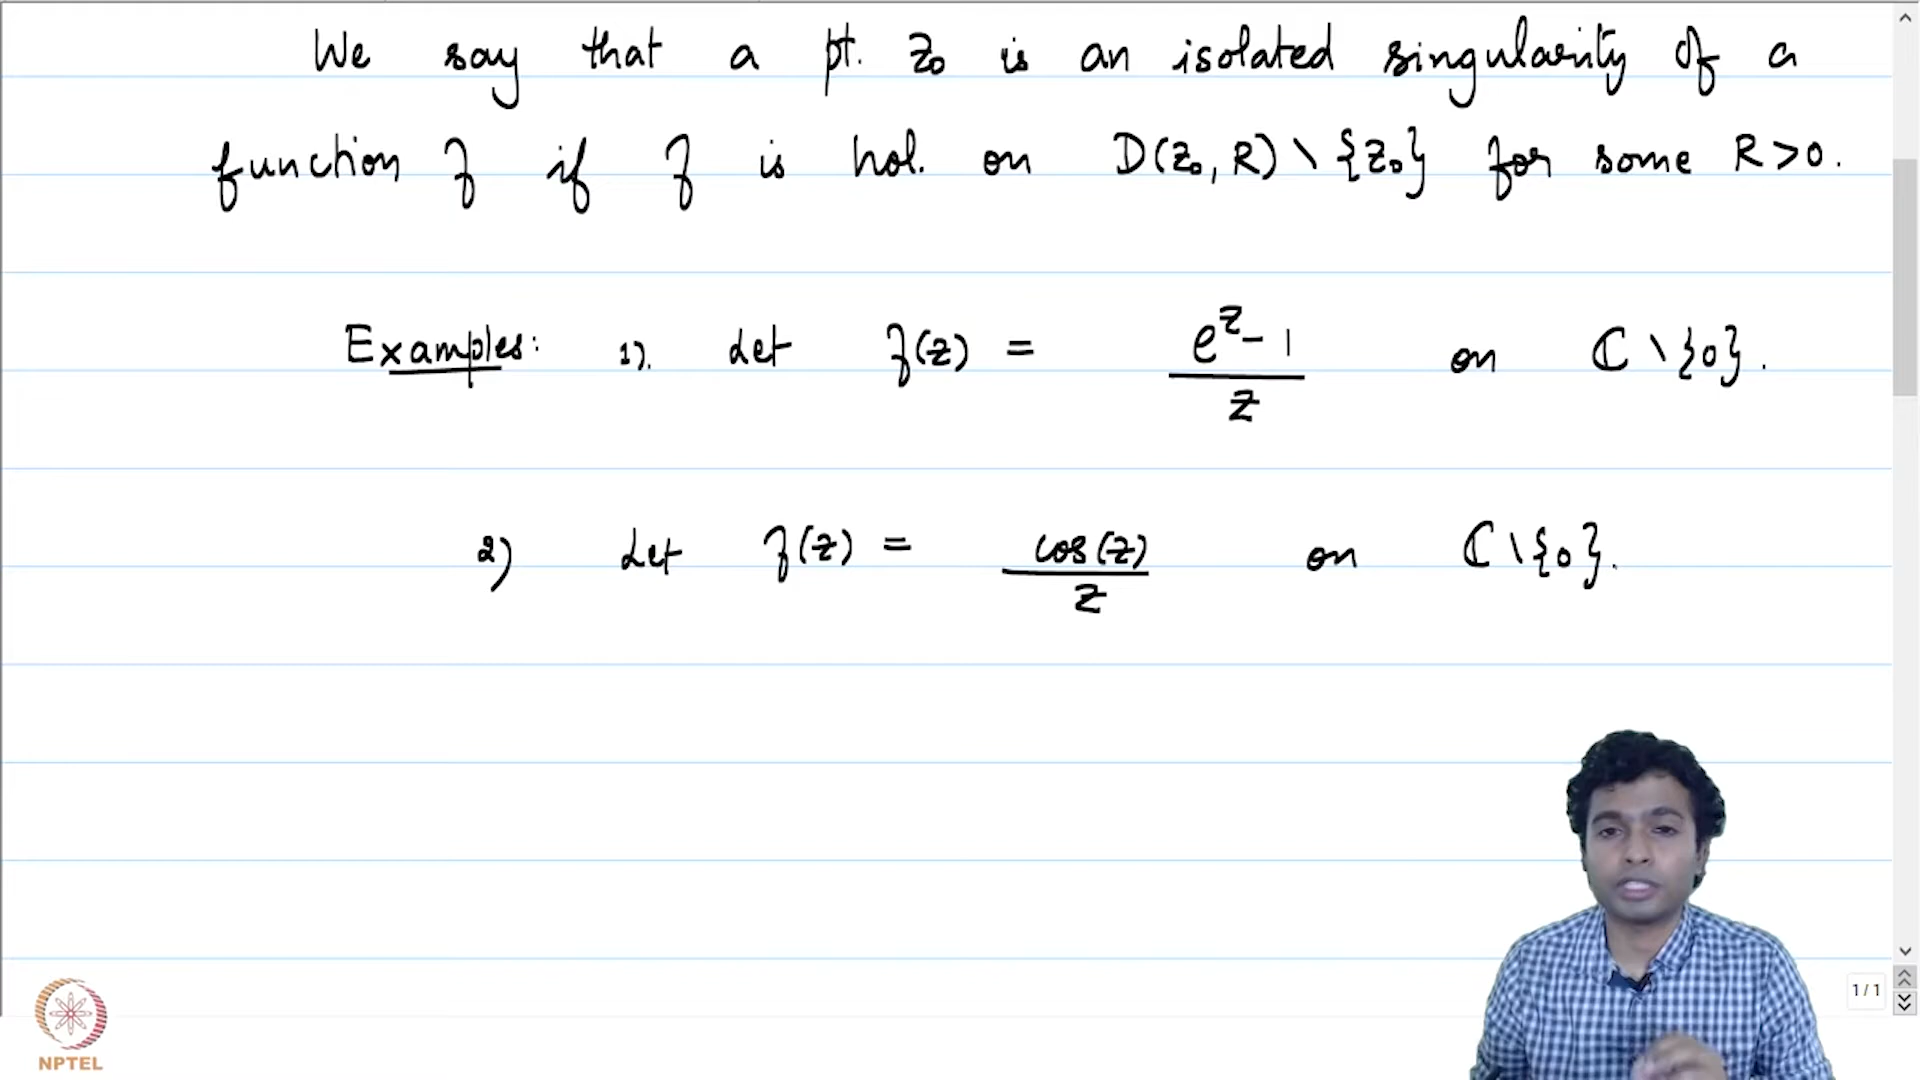 We say that a pt. z₀ is an isolated singularity of a
function f if f is hol. on D(z₀, R) \ {z₀} for some R>0.
Examples: 1). Let f(z) = (e^z - 1)/z on ℂ \ {0}.
2) Let f(z) = cos(z)/z on ℂ \ {0}.
1 / 1
NPTEL